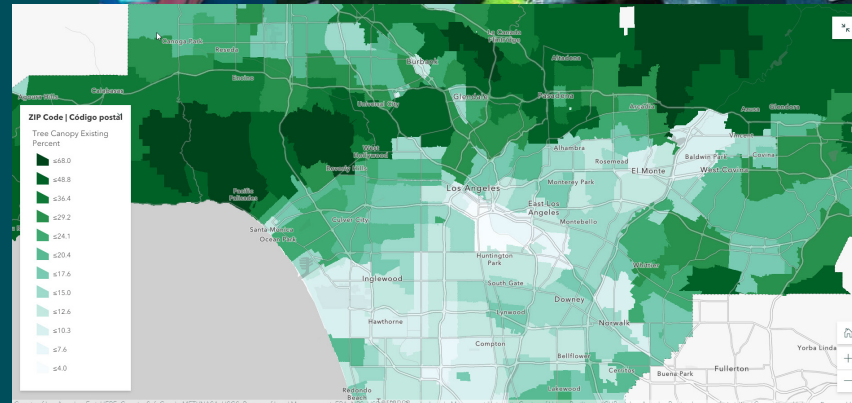 ZIP Code | Código postal
Tree Canopy Existing
Percent
≤68.0
≤48.8
≤36.4
≤29.2
≤24.1
≤20.4
≤17.6
≤15.0
≤12.6
≤10.3
≤7.6
≤4.0
Canoga Park
Reseda
La Cañada
Flintridge
Burbank
Altadena
Encino
Calabasas
Agoura Hills
Universal City
Glendale
Pasadena
Arcadia
Azusa
Glendora
West
Hollywood
Beverly Hills
Alhambra
Rosemead
El Monte
Baldwin Park
Covina
West Covina
Pacific
Palisades
Los Angeles
Monterey Park
East Los
Angeles
Montebello
Culver City
Santa Monica
Ocean Park
Huntington
Park
Whittier
Inglewood
South Gate
Downey
Lynwood
Hawthorne
Norwalk
Compton
Bellflower
Yorba Linda
Cerritos
Buena Park
Fullerton
Redondo
Beach
Lakewood